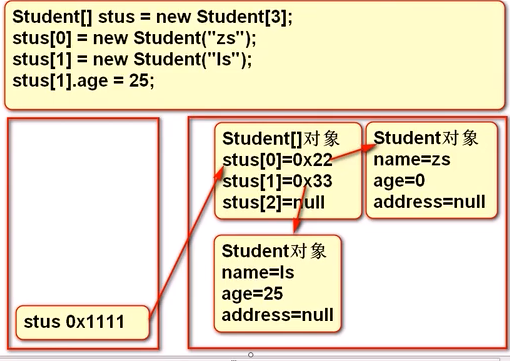 Student[] stus = new Student[3];
stus[0] = new Student("zs");
stus[1] = new Student("ls");
stus[1].age = 25;
Student[]对象
stus[0]=0x22
stus[1]=0x33
stus[2]=null
Student对象
name=zs
age=0
address=null
Student对象
name=ls
age=25
address=null
stus 0x1111